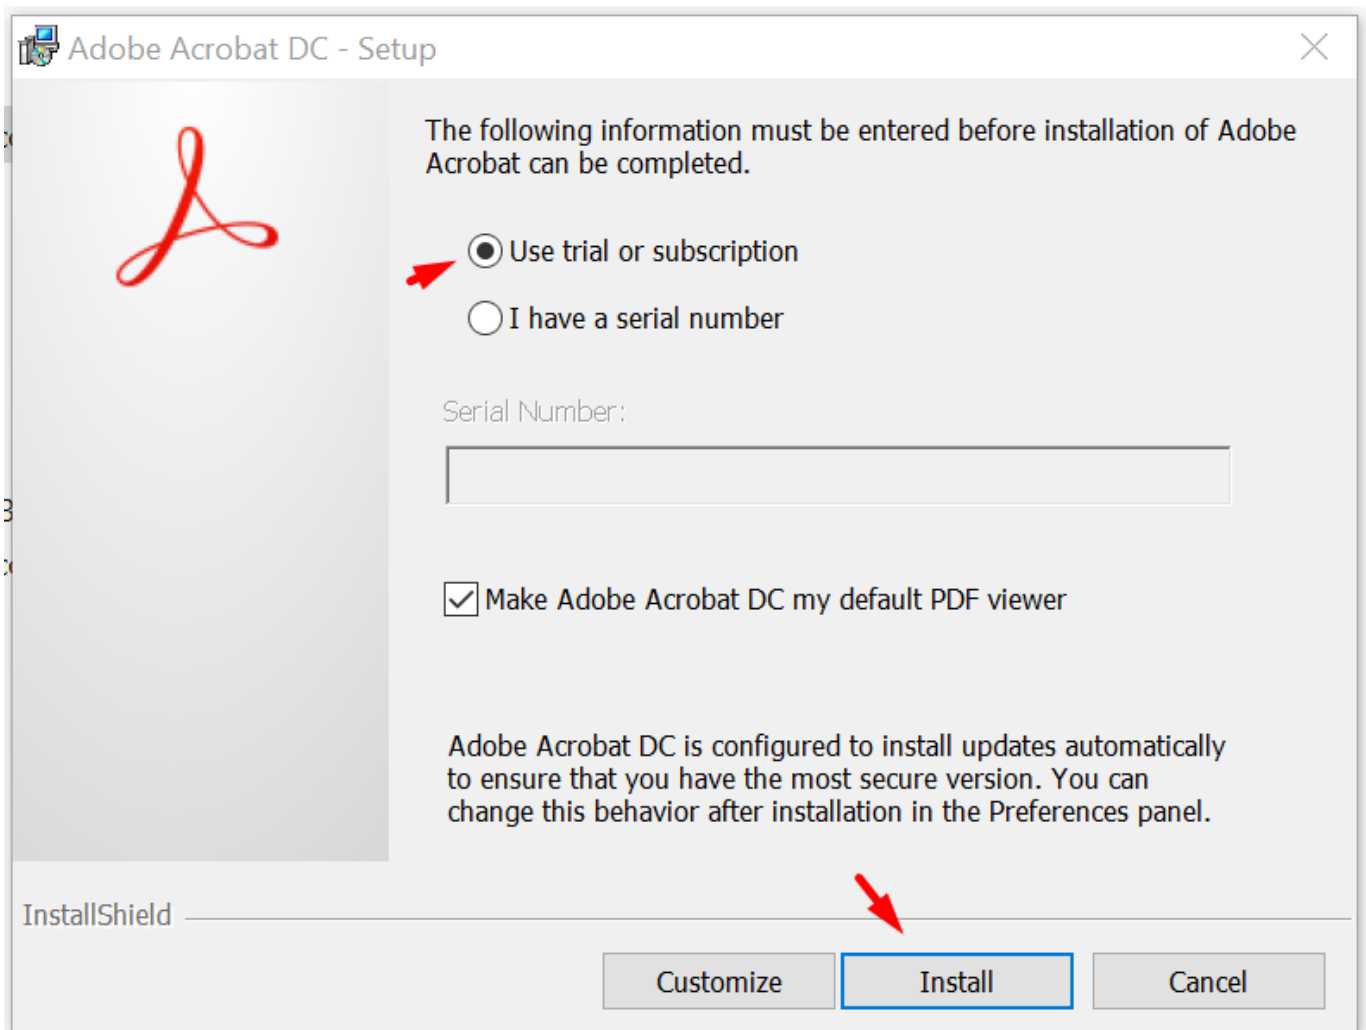 Adobe Acrobat DC - Setup
The following information must be entered before installation of Adobe
Acrobat can be completed.
Use trial or subscription
I have a serial number
Serial Number:
Make Adobe Acrobat DC my default PDF viewer
Adobe Acrobat DC is configured to install updates automatically
to ensure that you have the most secure version. You can
change this behavior after installation in the Preferences panel.
InstallShield
Customize
Install
Cancel